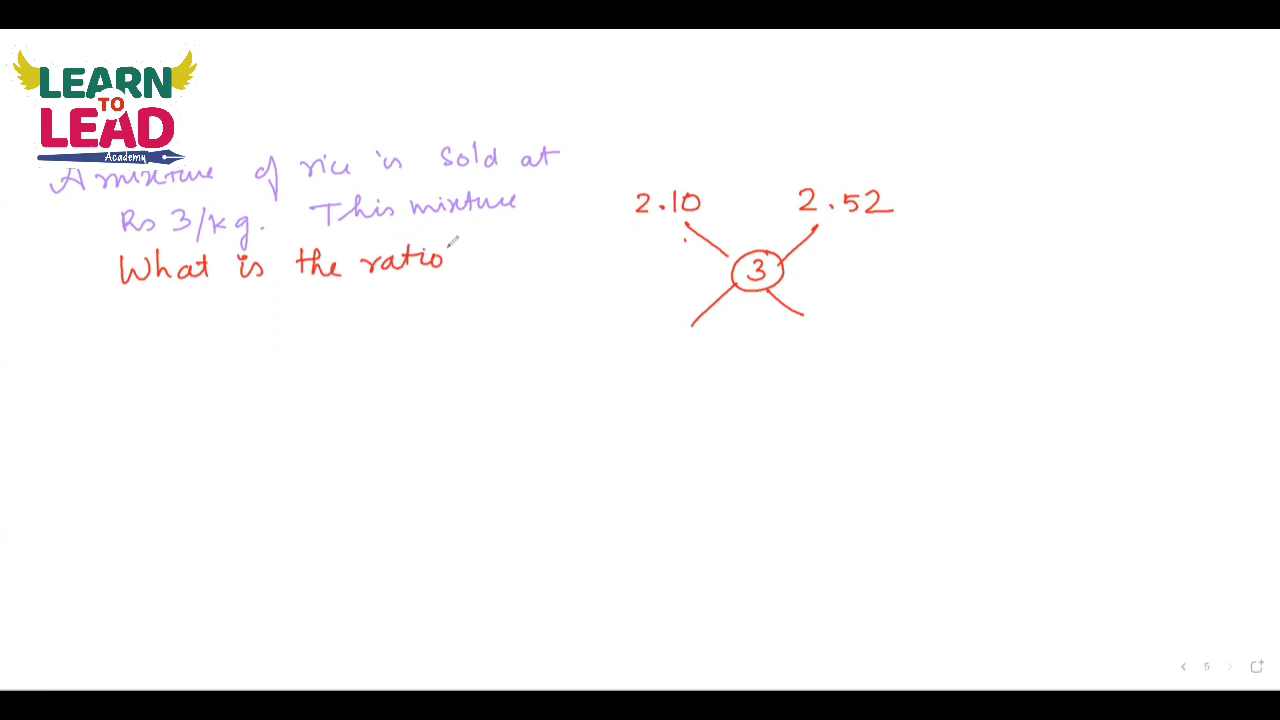 LEARN
TO
LEAD
Academy
A mixture of rice is sold at
Rs 3/kg. This mixture
What is the ratio
2.10 2.52
3
5